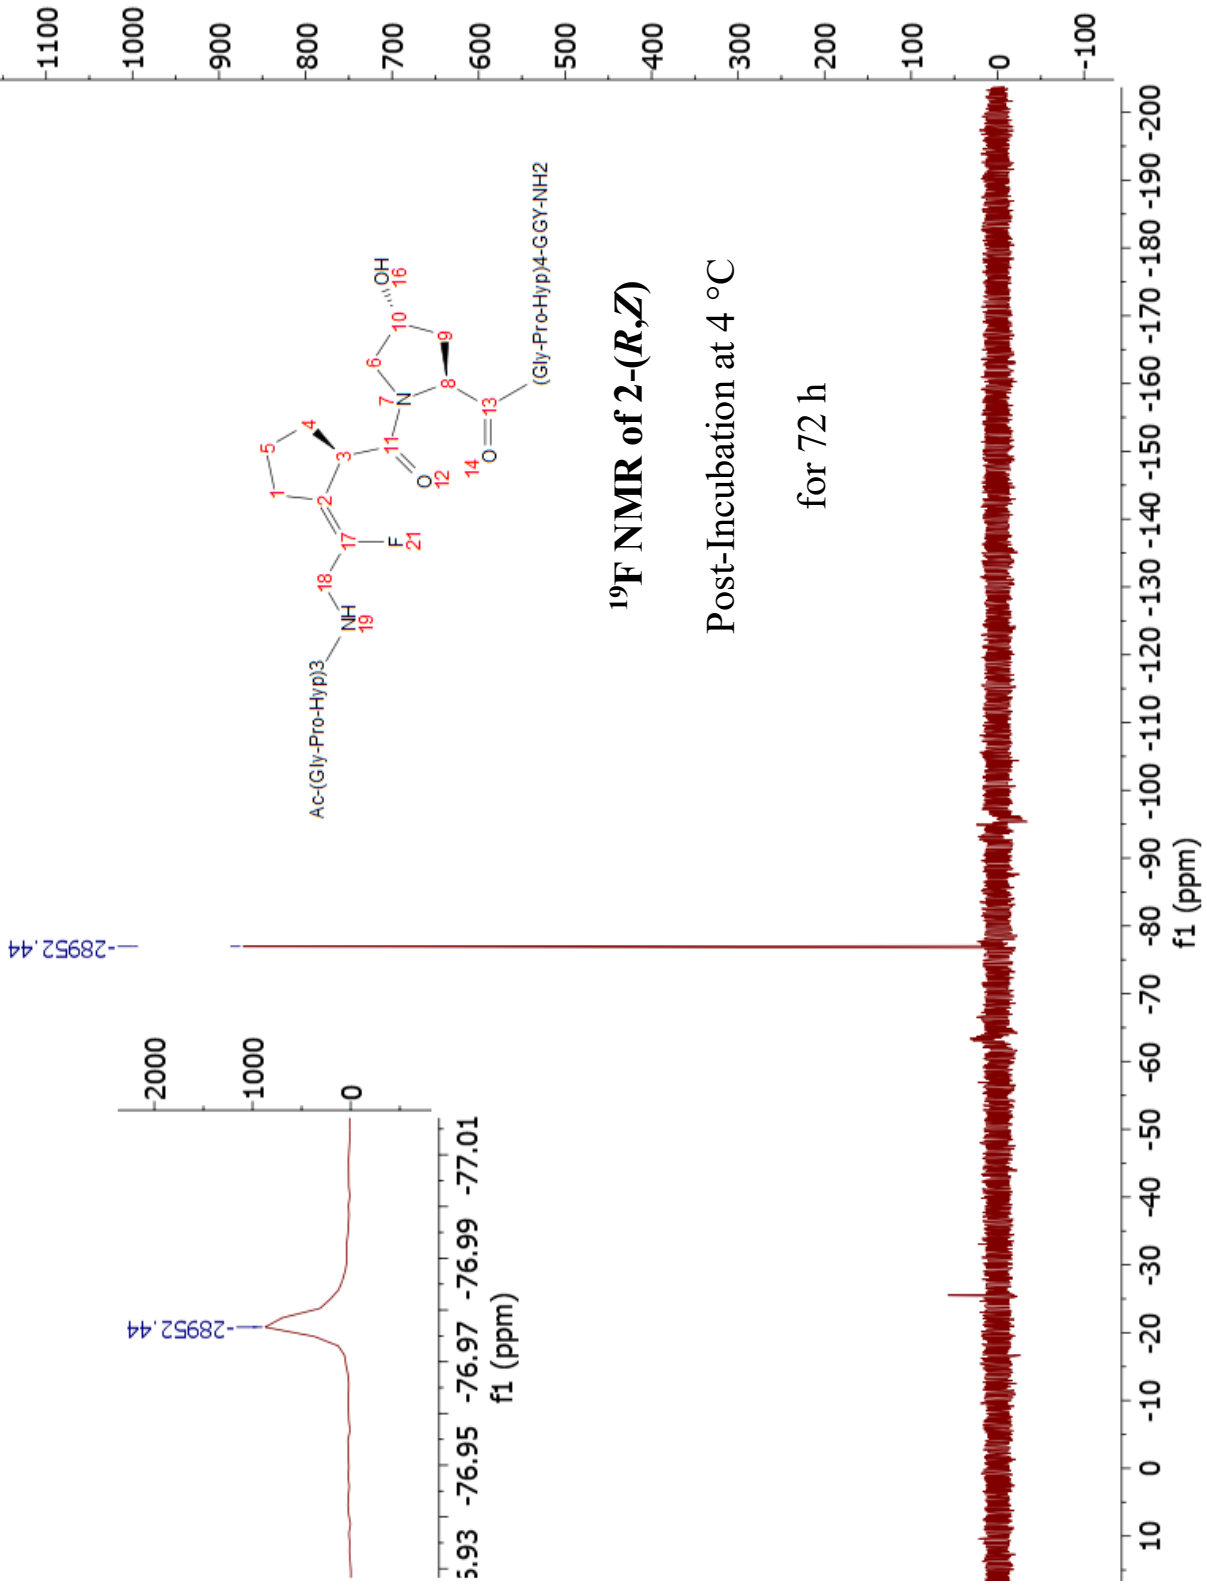 -28952.44
1100
1000
900
800
700
600
500
400
300
200
100
0
-100
-28952.44
2000
1000
0
5.93 -76.95 -76.97 -76.99 -77.01
f1 (ppm)
Ac-(Gly-Pro-Hyp)3
NH
19
18
17
F
21
2
1
5
4
3
11
O
12
7
N
6
10
OH
16
9
8
13
O
14
(Gly-Pro-Hyp)4-GGY-NH2
¹⁹F NMR of 2-(R,Z)
Post-Incubation at 4 °C
for 72 h
10 0 -10 -20 -30 -40 -50 -60 -70 -80 -90 -100 -110 -120 -130 -140 -150 -160 -170 -180 -190 -200
f1 (ppm)